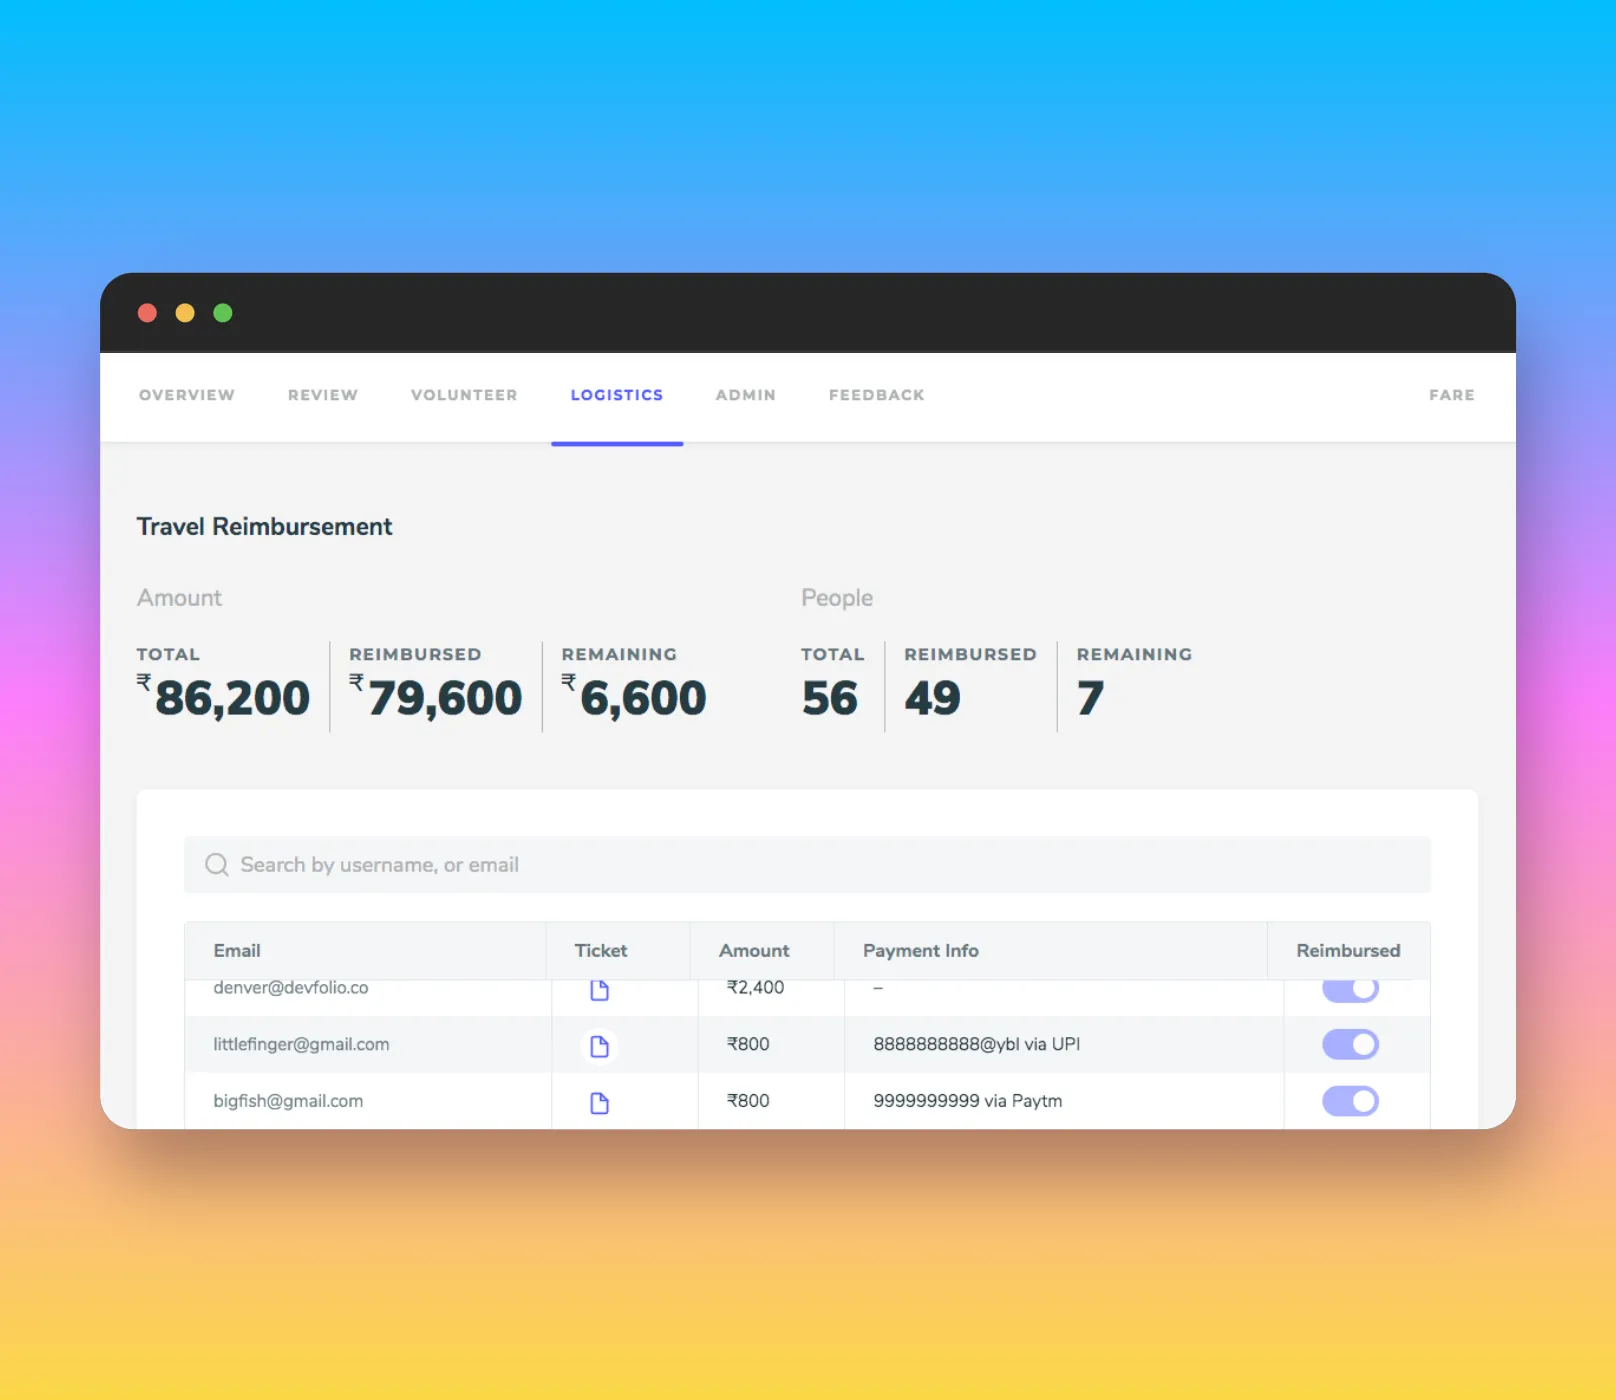 OVERVIEW REVIEW VOLUNTEER LOGISTICS ADMIN FEEDBACK FARE
Travel Reimbursement
Amount People
TOTAL REIMBURSED REMAINING TOTAL REIMBURSED REMAINING
₹86,200 ₹79,600 ₹6,600 56 49 7
Search by username, or email
Email Ticket Amount Payment Info Reimbursed
denver@devfolio.co ₹2,400 –
littlefinger@gmail.com ₹800 8888888888@ybl via UPI
bigfish@gmail.com ₹800 9999999999 via Paytm